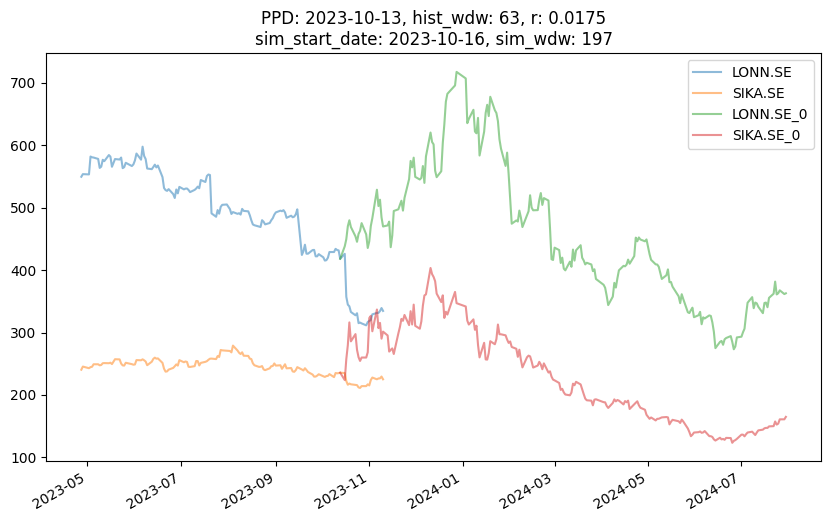 PPD: 2023-10-13, hist_wdw: 63, r: 0.0175
sim_start_date: 2023-10-16, sim_wdw: 197
LONN.SE
SIKA.SE
LONN.SE_0
SIKA.SE_0
700
600
500
400
300
200
100
2023-05
2023-07
2023-09
2023-11
2024-01
2024-03
2024-05
2024-07